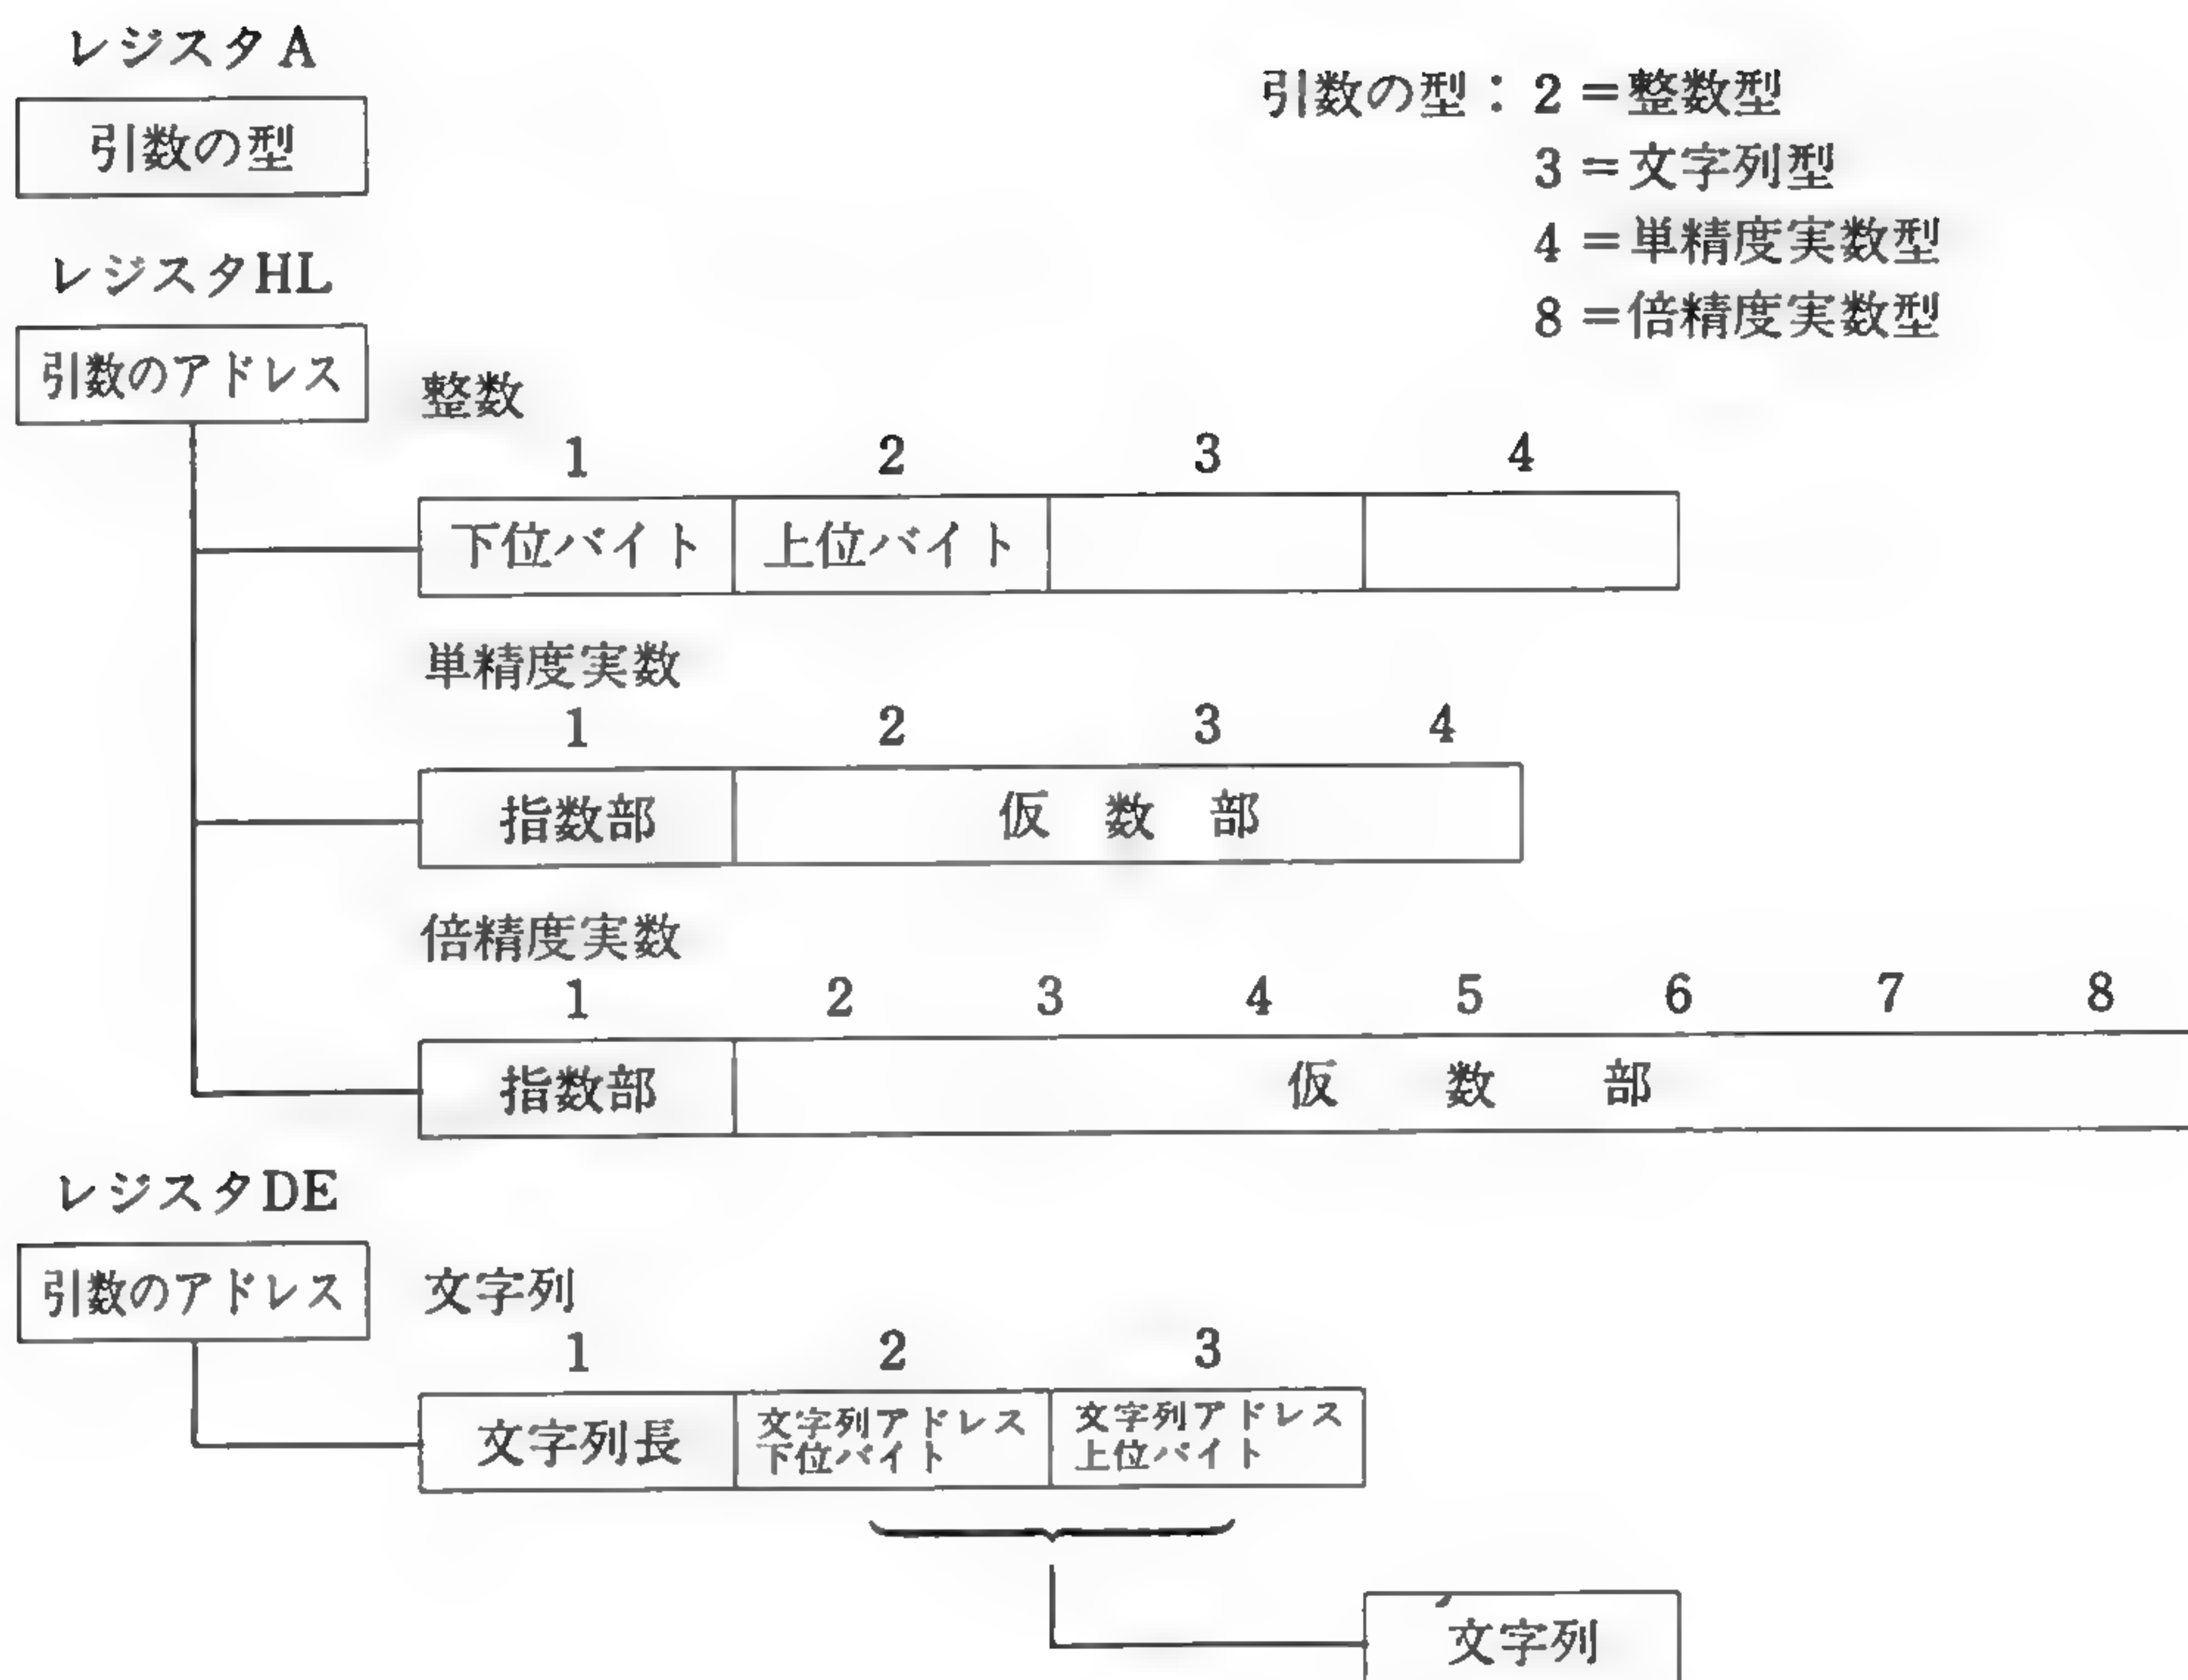 レジスタA
引数の型
引数の型：2＝整数型
3＝文字列型
4＝単精度実数型
8＝倍精度実数型
レジスタHL
引数のアドレス
整数
1 2 3 4
下位バイト 上位バイト
単精度実数
1 2 3 4
指数部 仮数部
倍精度実数
1 2 3 4 5 6 7 8
指数部 仮数部
レジスタDE
引数のアドレス
文字列
1 2 3
文字列長
文字列アドレス
下位バイト
文字列アドレス
上位バイト
文字列